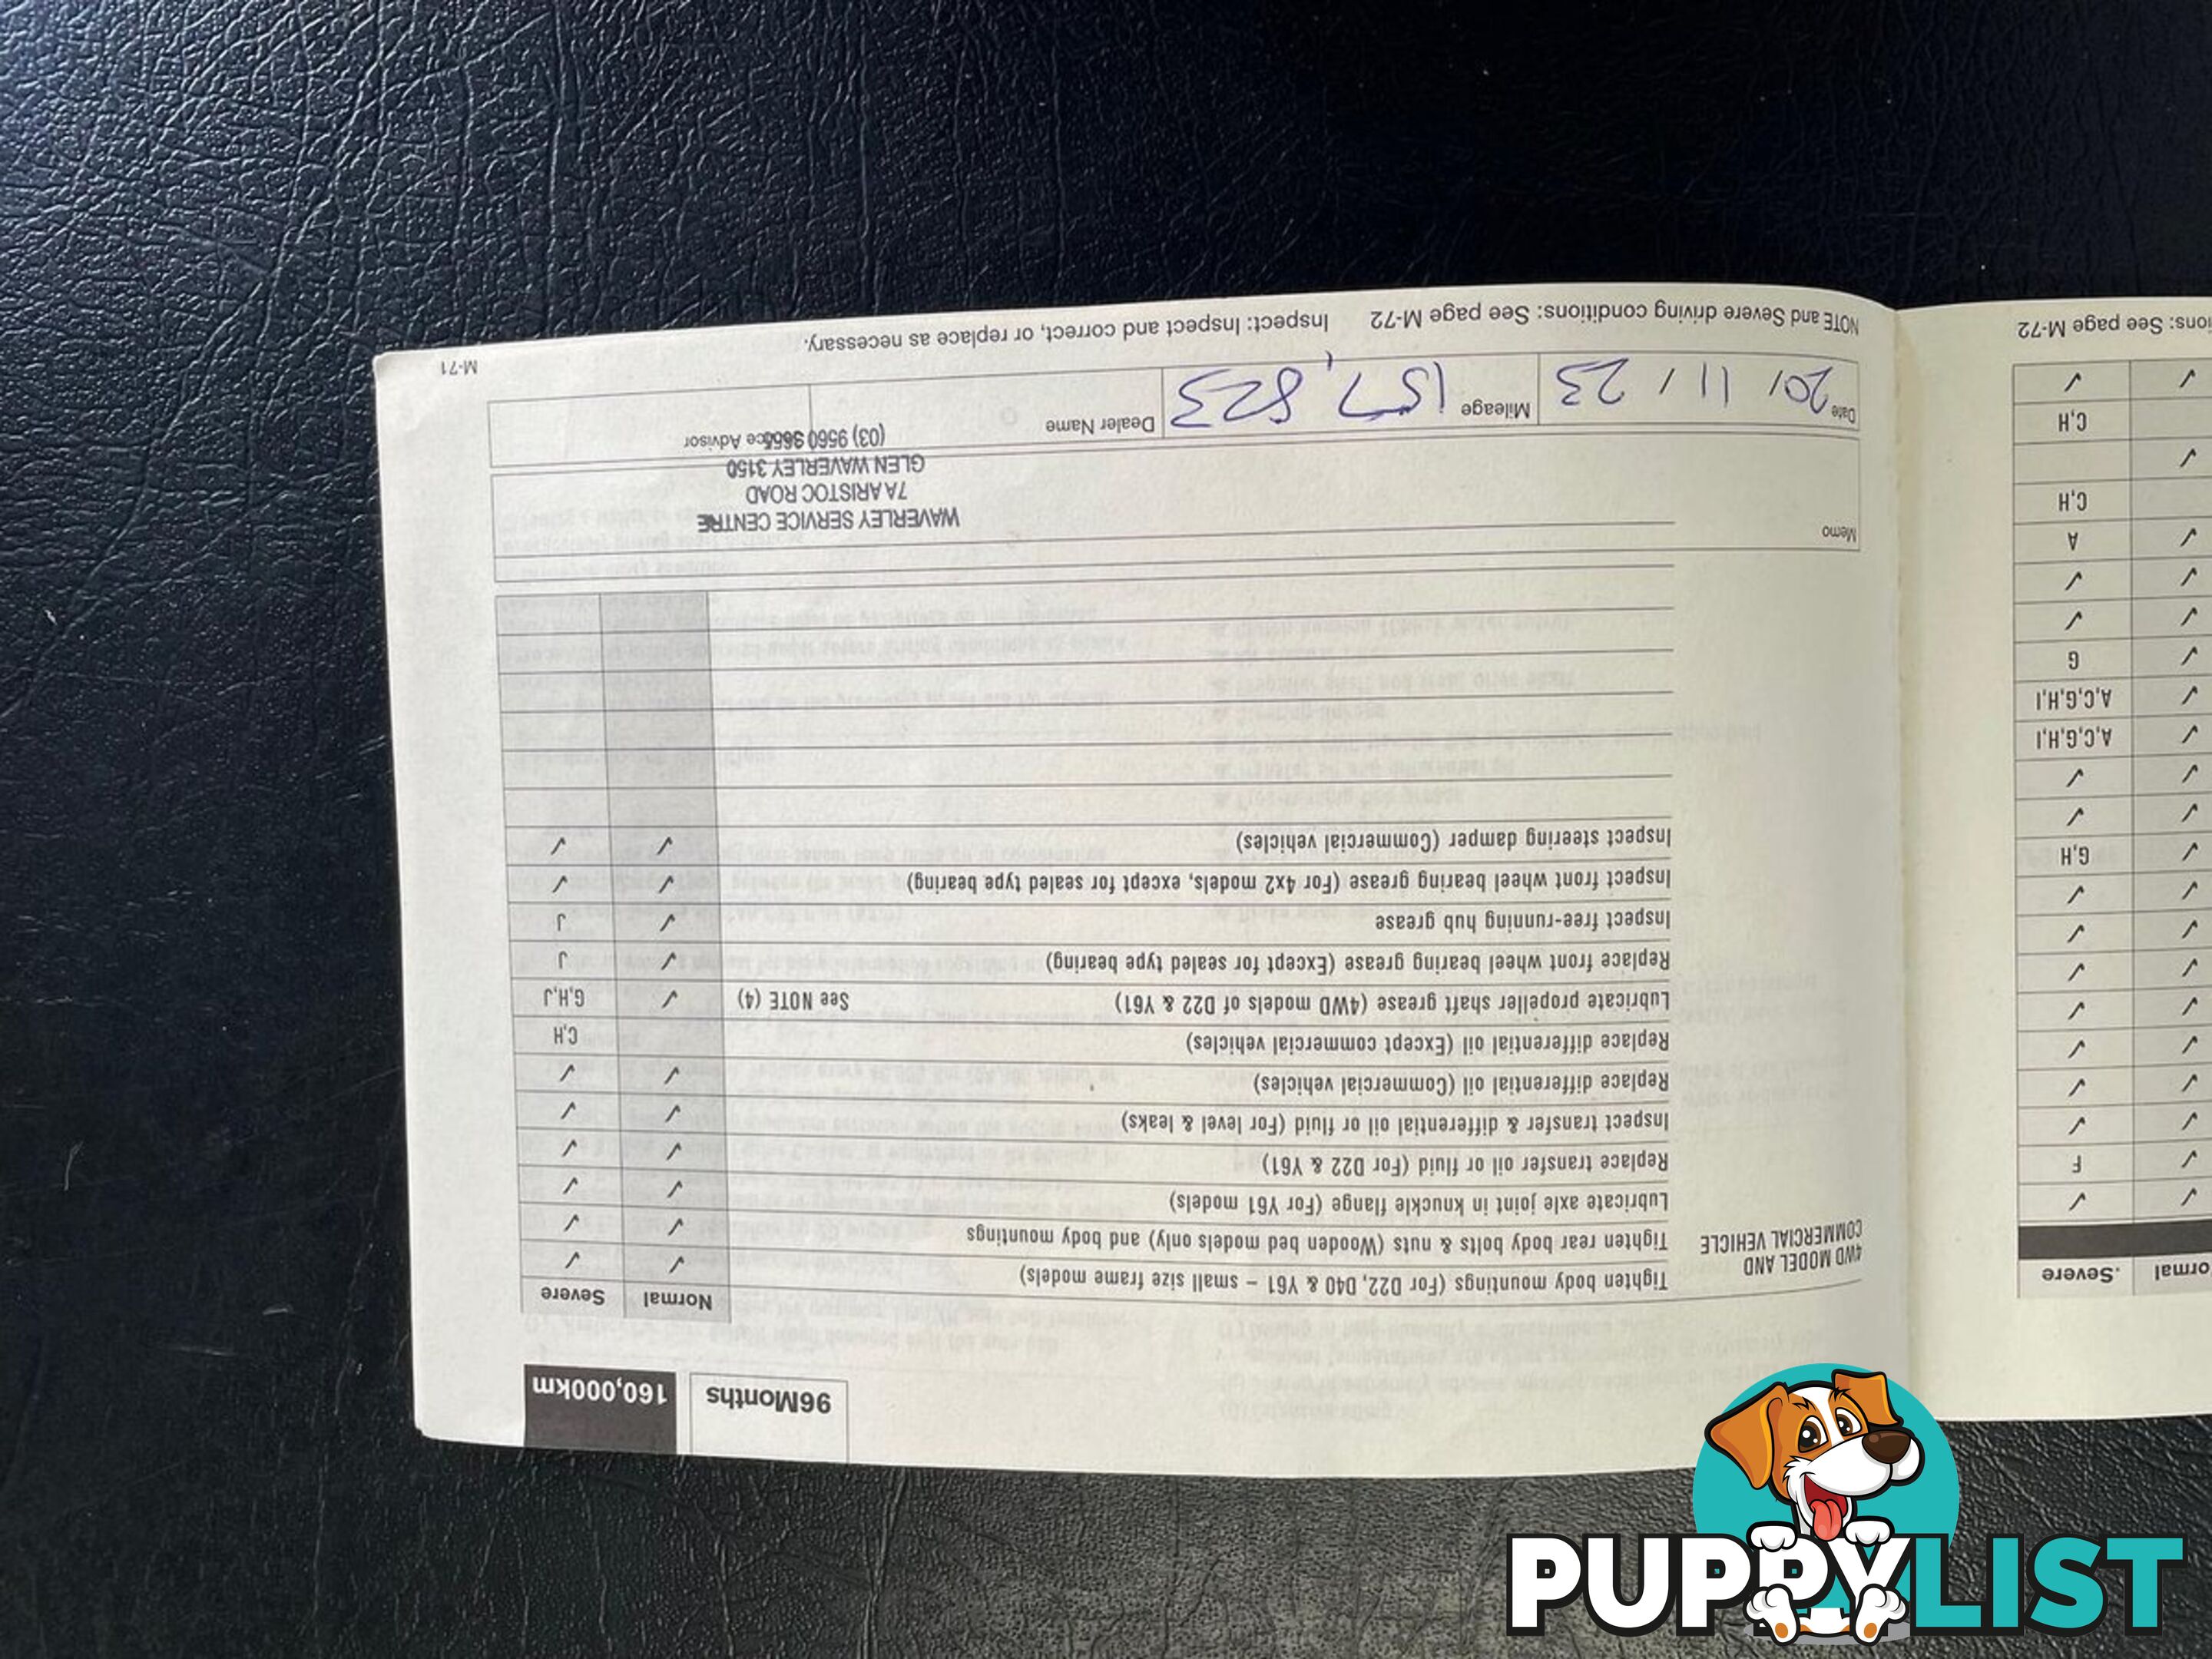 96Months 160,000km
Normal Severe
4WD MODEL AND
COMMERCIAL VEHICLE
Tighten body mountings (For D22, D40 & Y61 – small size frame models) ✓ ✓
Tighten rear body bolts & nuts (Wooden bed models only) and body mountings ✓ ✓
Lubricate axle joint in knuckle flange (For Y61 models) ✓ ✓
Replace transfer oil or fluid (For D22 & Y61) ✓ ✓
Inspect transfer & differential oil or fluid (For level & leaks) ✓ ✓
Replace differential oil (Commercial vehicles) ✓ ✓
Replace differential oil (Except commercial vehicles) C,H
Lubricate propeller shaft grease (4WD models of D22 & Y61) See NOTE (4) ✓ G,H,J
Replace front wheel bearing grease (Except for sealed type bearing) ✓ J
Inspect free-running hub grease ✓ J
Inspect front wheel bearing grease (For 4x2 models, except for sealed type bearing) ✓ ✓
Inspect steering damper (Commercial vehicles) ✓ ✓
Memo
WAVERLEY SERVICE CENTRE
7A ARISTOC ROAD
GLEN WAVERLEY 3150
(03) 9560
Date 20/ 11 / 23 Mileage 157,823 Dealer Name Advisor
NOTE and Severe driving conditions: See page M-72 Inspect: Inspect and correct, or replace as necessary.
M-71
ormal Severe
✓ ✓
✓ F
✓ ✓
✓ ✓
✓ ✓
✓ ✓
✓ ✓
✓ ✓
✓ ✓
✓ G,H
✓ ✓
✓ ✓
✓ A,C,G,H,I
✓ A,C,G,H,I
✓ G
✓ ✓
✓ ✓
✓ A
C,H
✓
C,H
✓ ✓
tions: See page M-72
PUPPYLIST